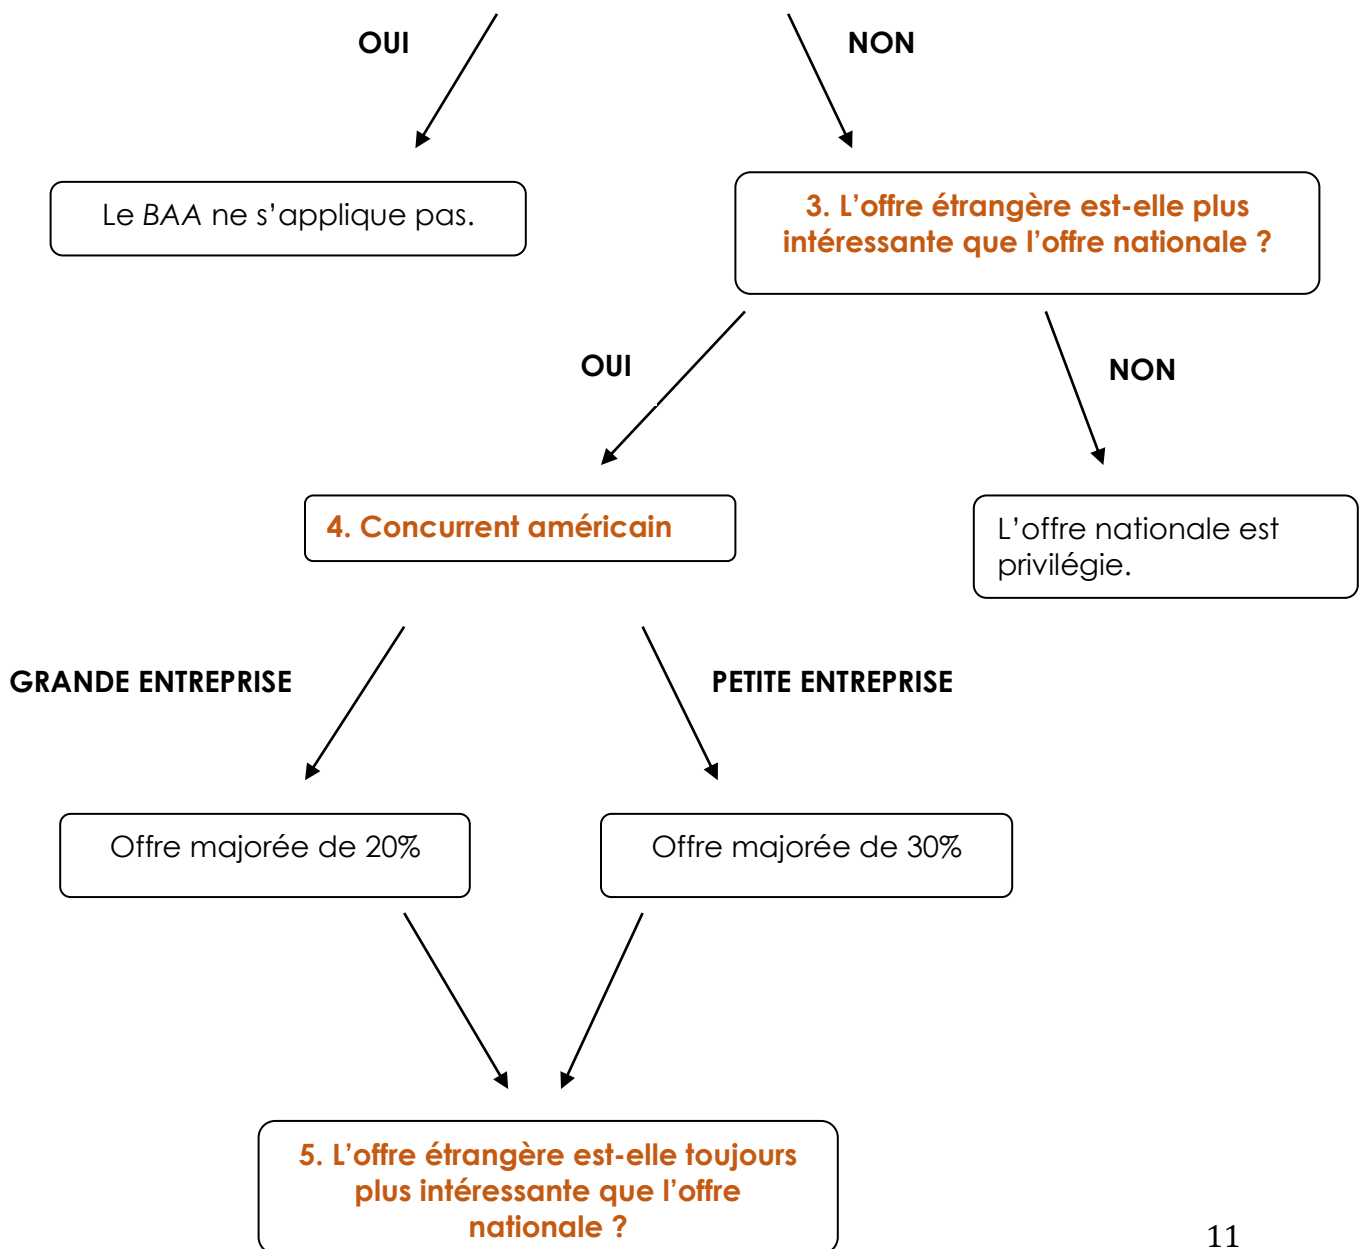 OUI
NON
Le BAA ne s’applique pas.
3. L’offre étrangère est-elle plus
intéressante que l’offre nationale ?
OUI
NON
4. Concurrent américain
L’offre nationale est
privilégie.
GRANDE ENTREPRISE
PETITE ENTREPRISE
Offre majorée de 20%
Offre majorée de 30%
5. L’offre étrangère est-elle toujours
plus intéressante que l’offre
nationale ?
11